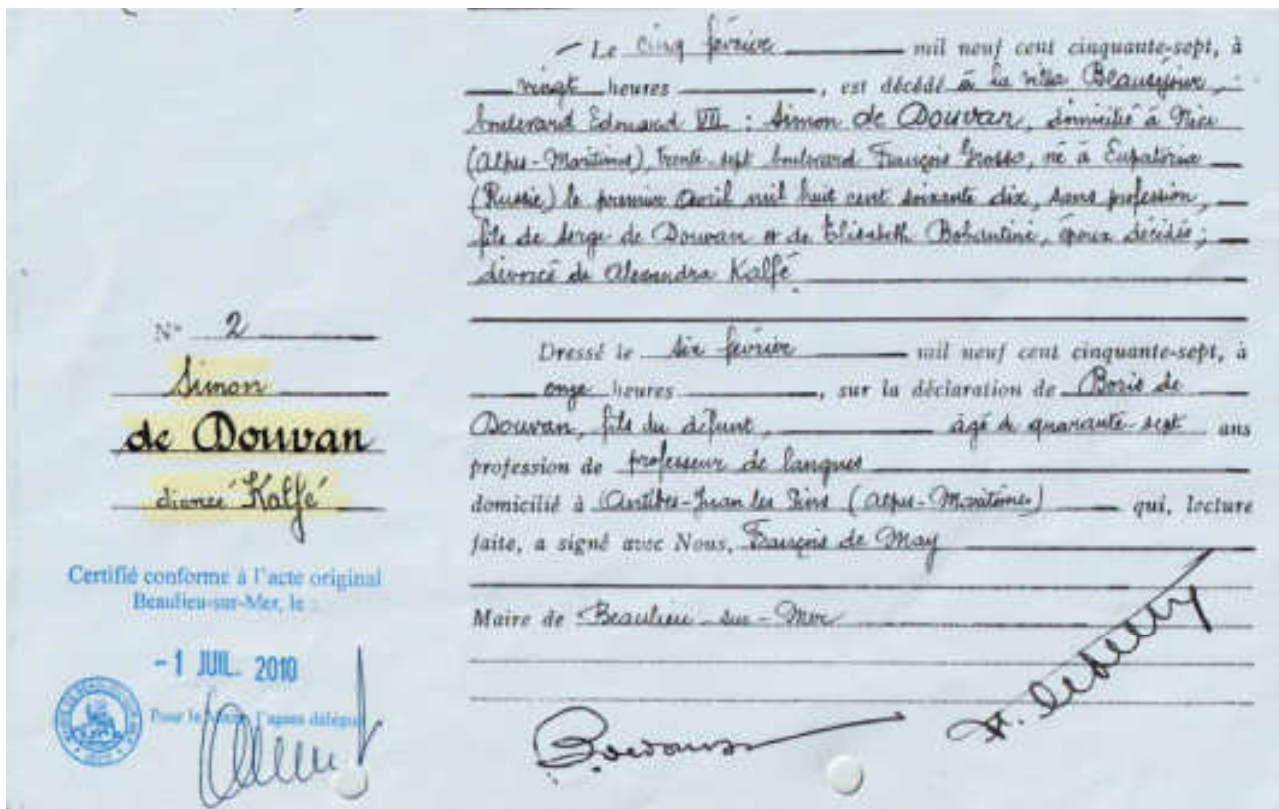 Le cinq février mil neuf cent cinquante-sept, à
vingt heures, est décédé à la villa Beauséjour,
boulevard Edouard VII : Simon de Douvan, domicilié à Nice
(Alpes-Maritimes), trente-sept boulevard François Grosso, né à Eupatoria
(Russie) le premier Avril mil huit cent soixante dix, sans profession,
fils de Serge de Douvan et de Elisabeth Bobantine, époux décédés;
divorcé de Alexandra Kalfé.
N° 2
Simon
de Douvan
divorcé Kalfé
Dressé le six février mil neuf cent cinquante-sept, à
onze heures, sur la déclaration de Boris de
Douvan, fils du défunt, âgé de quarante-sept ans
profession de professeur de langues
domicilié à Antibes-Juan les Pins (Alpes-Maritimes) qui, lecture
faite, a signé avec Nous, François de May
Maire de Beaulieu-sur-Mer
Certifié conforme à l'acte original
Beaulieu-sur-Mer, le :
-1 JUIL. 2010
Pour le Maire, l'agent délégué